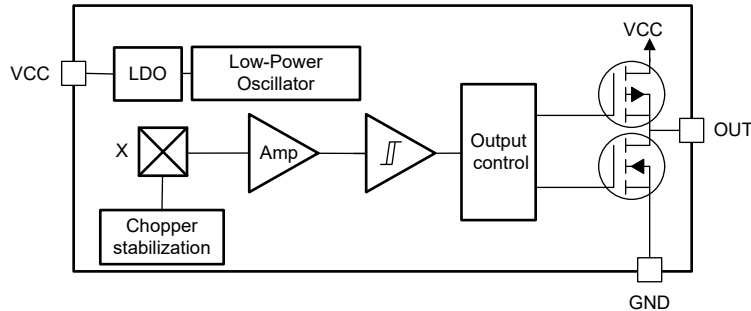 VCC
LDO
Low-Power
Oscillator
VCC
X
Amp
Output
control
OUT
Chopper
stabilization
GND